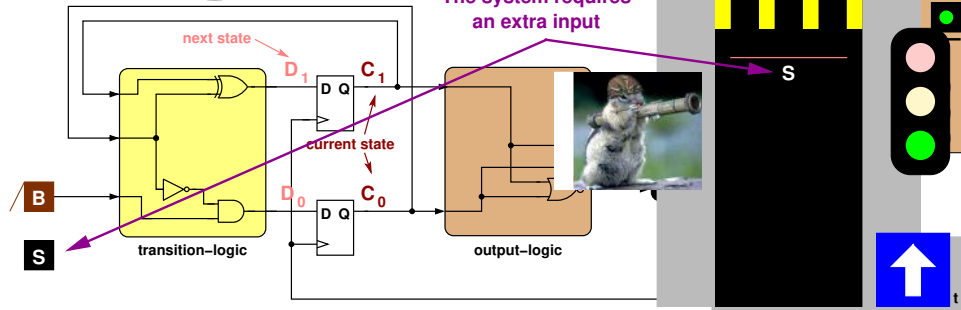 The system requires
an extra input
next state
D1
D Q
C1
S
current state
B
D0
D Q
C0
S
transition-logic
output-logic
t